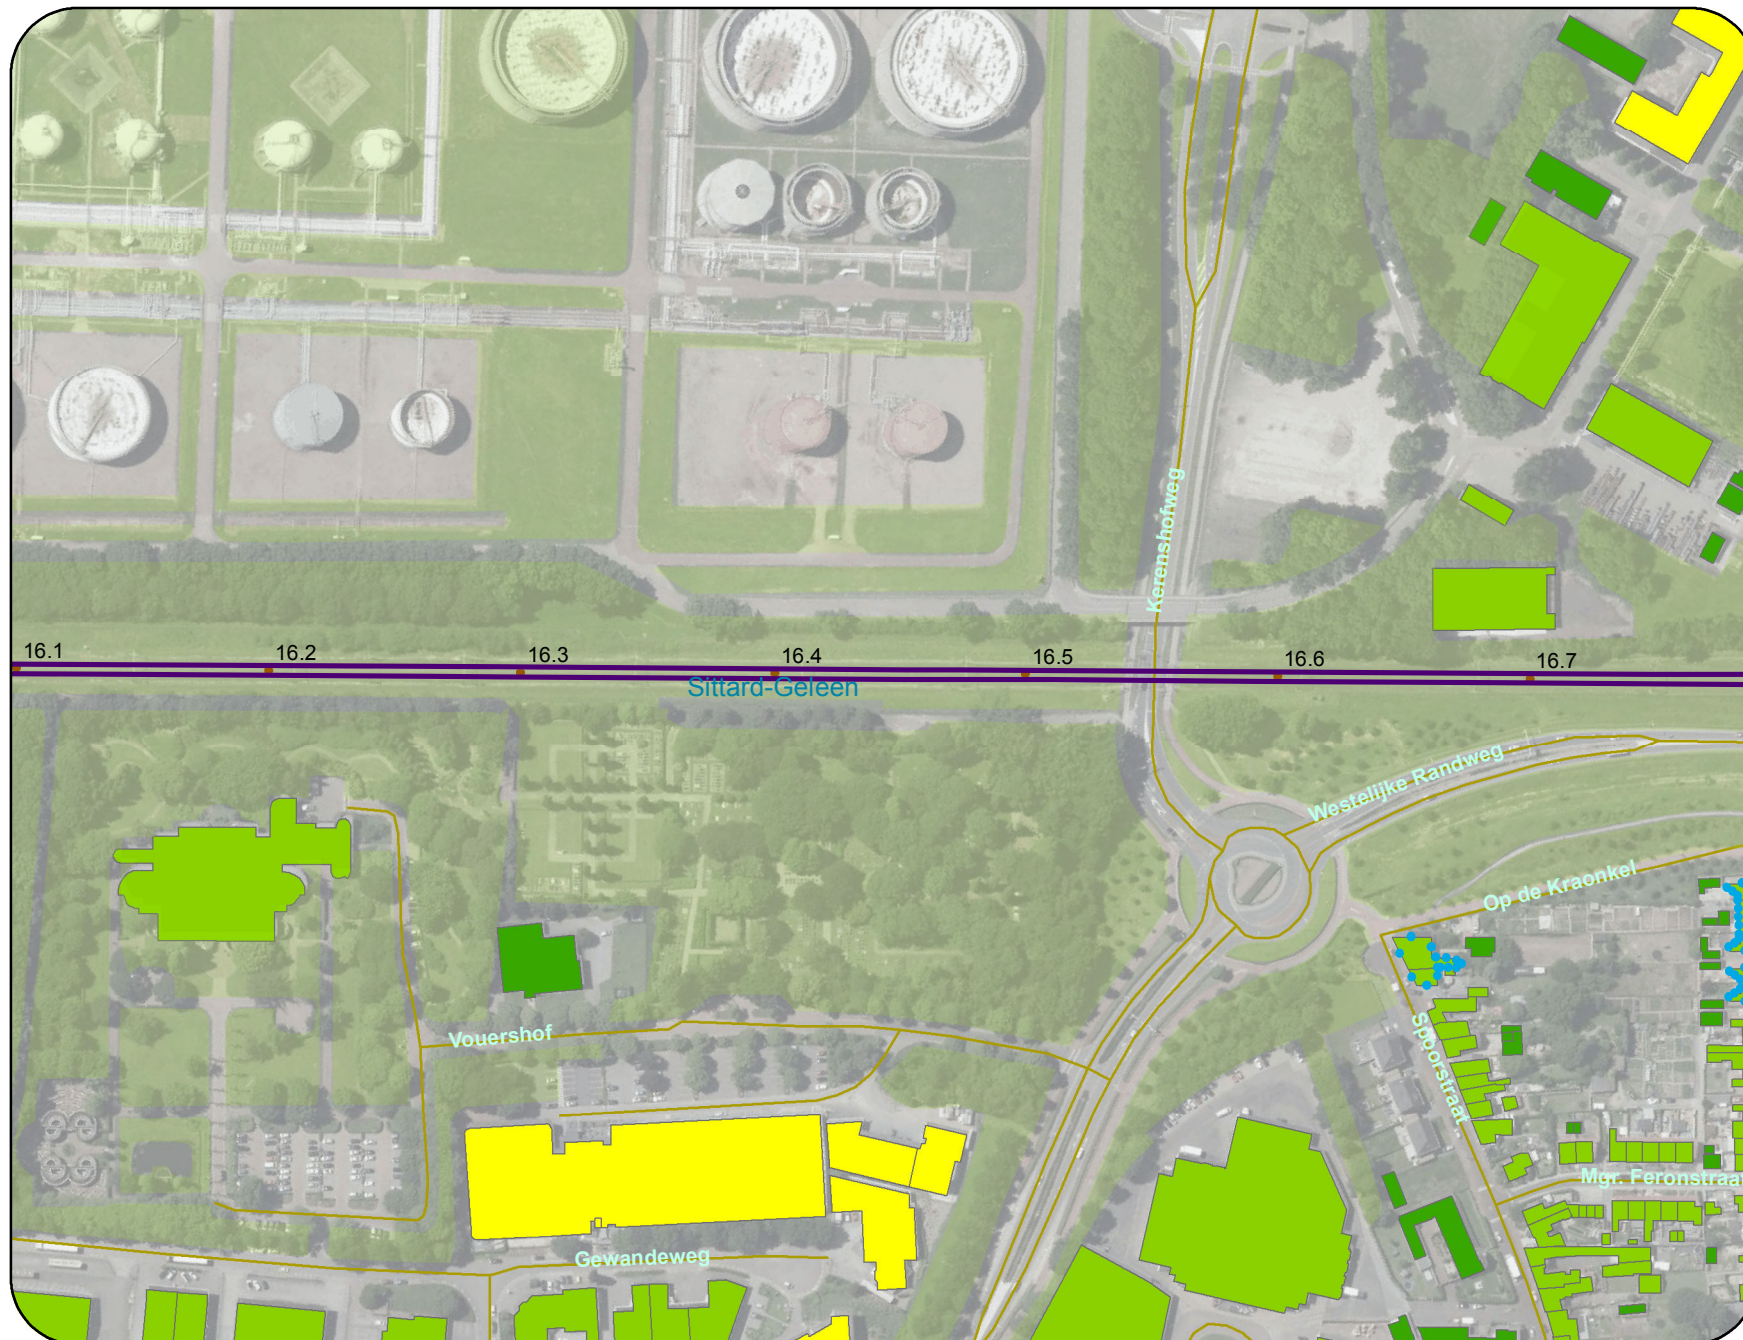 16.1
16.2
16.3
16.4
16.5
16.6
16.7
Sittard-Geleen
Kerenshofweg
Westelijke Randweg
Op de Kraonkel
Spoorstraat
Vouershof
Mgr. Feronstraa
Gewandeweg